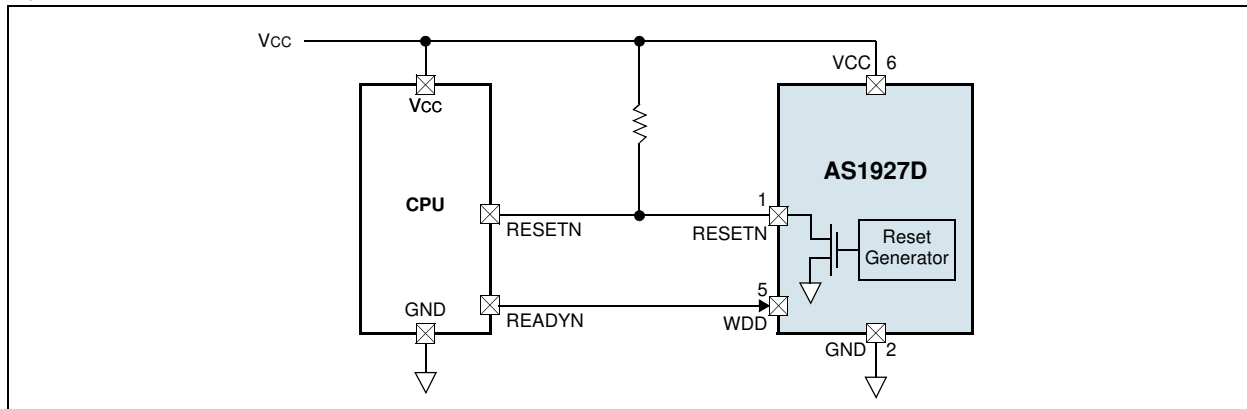 Vcc
VCC 6
Vcc
AS1927D
CPU
1
RESETN
RESETN
Reset
Generator
5
GND
READYN
WDD
GND 2